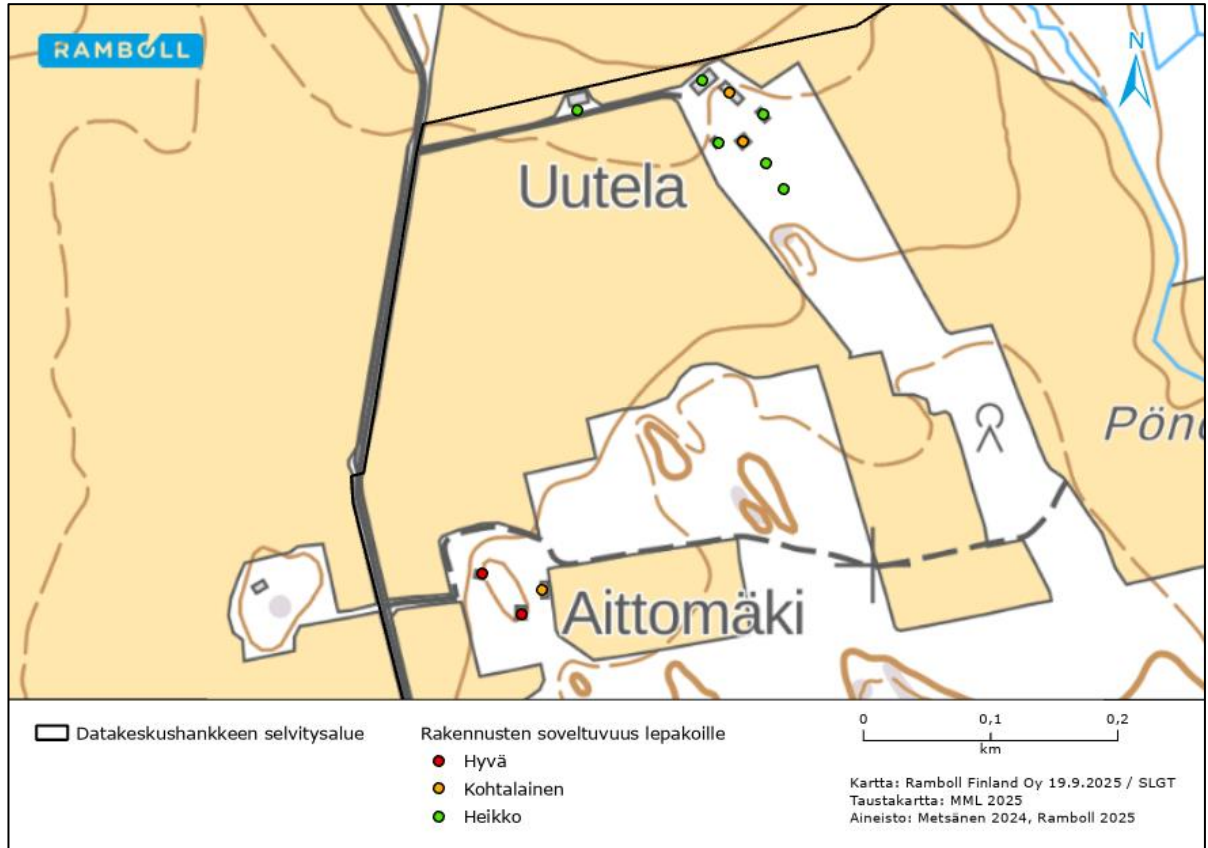 RAMBOLL
N
Uutela
Pönö
Aittomäki
Datakeskushankkeen selvitysalue
Rakennusten soveltuvuus lepakoille
Hyvä
Kohtalainen
Heikko
0 0,1 0,2
km
Kartta: Ramboll Finland Oy 19.9.2025 / SLGT
Taustakartta: MML 2025
Aineisto: Metsänen 2024, Ramboll 2025